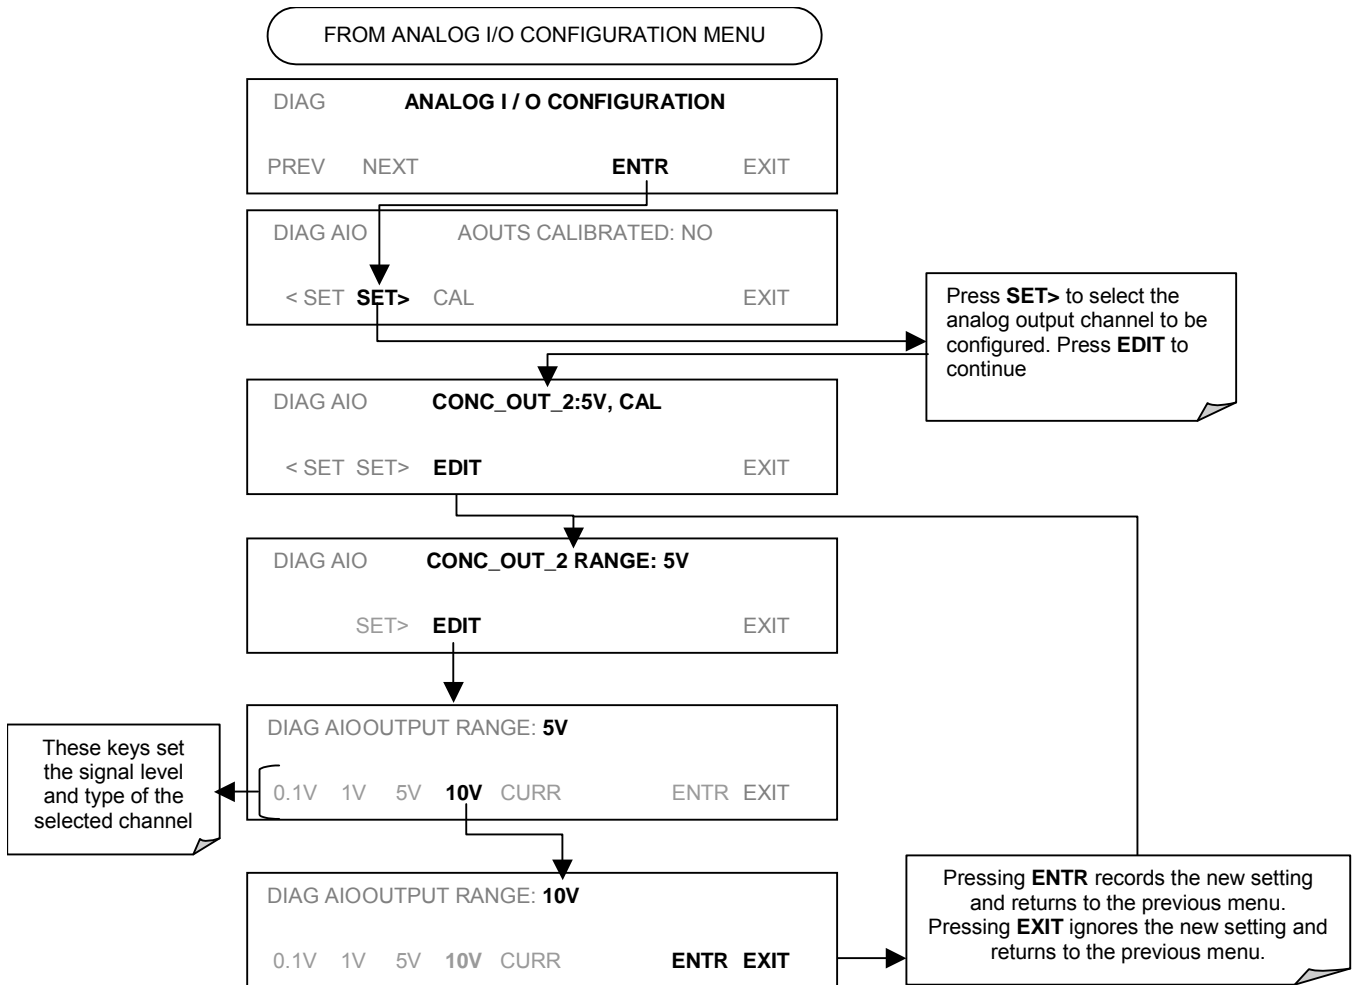 FROM ANALOG I/O CONFIGURATION MENU
DIAG ANALOG I / O CONFIGURATION
PREV NEXT ENTR EXIT
DIAG AIO AOUTS CALIBRATED: NO
< SET SET> CAL EXIT
Press SET> to select the
analog output channel to be
configured. Press EDIT to
continue
DIAG AIO CONC_OUT_2:5V, CAL
< SET SET> EDIT EXIT
DIAG AIO CONC_OUT_2 RANGE: 5V
SET> EDIT EXIT
DIAG AIOOUTPUT RANGE: 5V
0.1V 1V 5V 10V CURR ENTR EXIT
These keys set
the signal level
and type of the
selected channel
DIAG AIOOUTPUT RANGE: 10V
0.1V 1V 5V 10V CURR ENTR EXIT
Pressing ENTR records the new setting
and returns to the previous menu.
Pressing EXIT ignores the new setting and
returns to the previous menu.